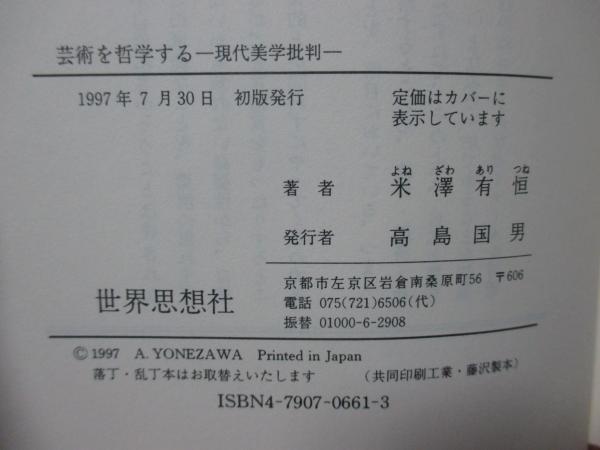 芸術を哲学する―現代美学批判―
1997年7月30日 初版発行
定価はカバーに
表示しています
よね ざわ あり つね
著者 米澤有恒
発行者 高島国男
世界思想社
京都市左京区岩倉南桑原町56 〒606
電話 075(721)6506(代)
振替 01000-6-2908
© 1997 A. YONEZAWA Printed in Japan
落丁・乱丁本はお取替えいたします (共同印刷工業・藤沢製本)
ISBN4-7907-0661-3